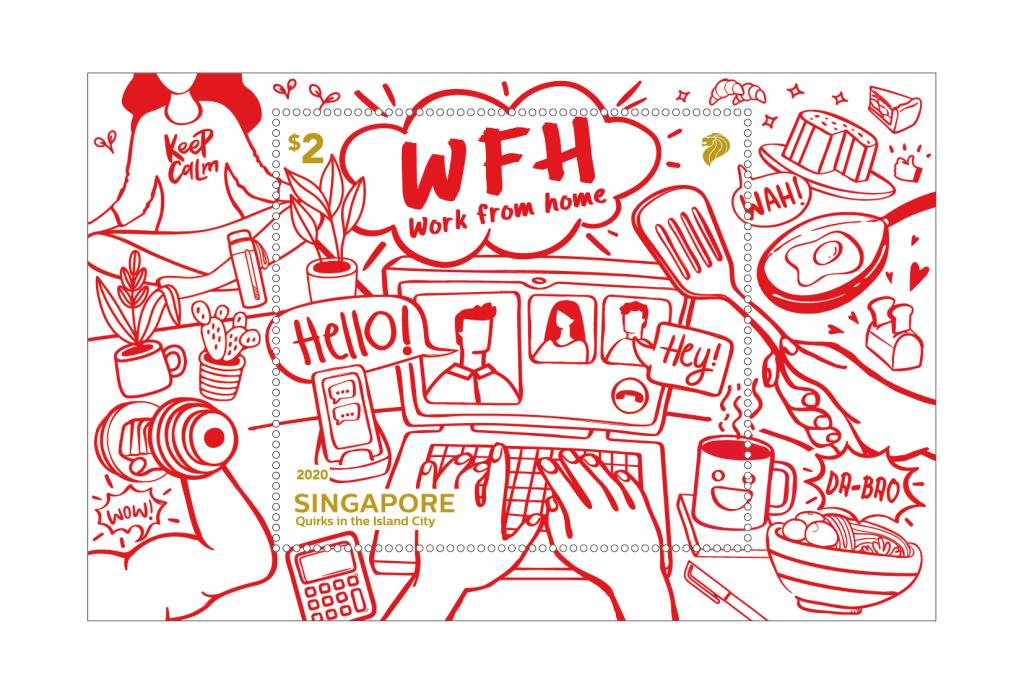 KEEP
CALM
$2
WFH
Work from home
WAH!
Hello!
Hey!
DA-BAO
WOW!
2020
SINGAPORE
Quirks in the Island City